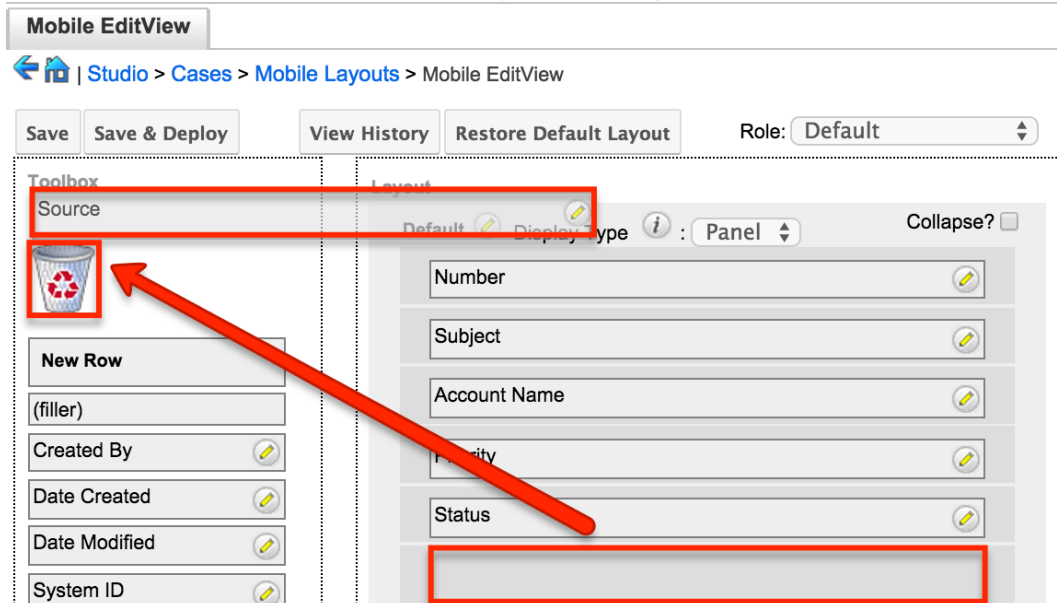 Mobile EditView
| Studio > Cases > Mobile Layouts > Mobile EditView
Save Save & Deploy View History Restore Default Layout Role: Default
Toolbox
Source
New Row
(filler)
Created By
Date Created
Date Modified
System ID
Layout
Default Display Type i : Panel Collapse?
Number
Subject
Account Name
Priority
Status